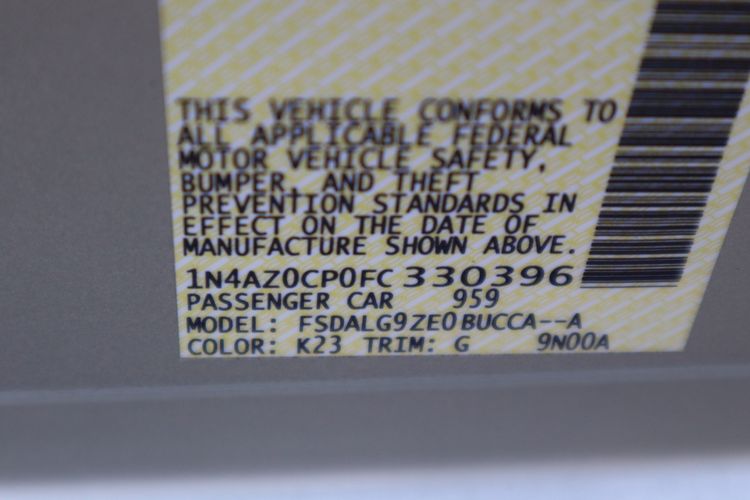 THIS VEHICLE CONFORMS TO
ALL APPLICABLE FEDERAL
MOTOR VEHICLE SAFETY,
BUMPER, AND THEFT
PREVENTION STANDARDS IN
EFFECT ON THE DATE OF
MANUFACTURE SHOWN ABOVE.
1N4AZ0CP0FC330396
PASSENGER CAR 959
MODEL: FSDALG9ZE0BUCCA--A
COLOR: K23 TRIM: G 9N00A